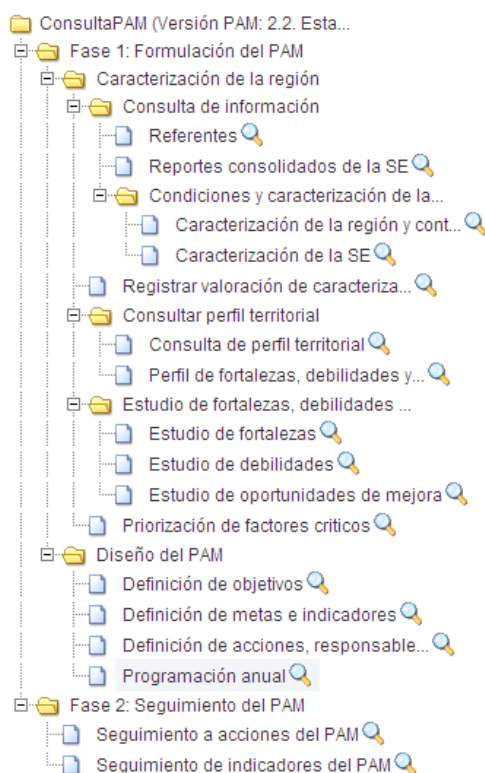 ConsultaPAM (Versión PAM: 2.2. Esta...
Fase 1: Formulación del PAM
Caracterización de la región
Consulta de información
Referentes
Reportes consolidados de la SE
Condiciones y caracterización de la...
Caracterización de la región y cont...
Caracterización de la SE
Registrar valoración de caracteriza...
Consultar perfil territorial
Consulta de perfil territorial
Perfil de fortalezas, debilidades y...
Estudio de fortalezas, debilidades ...
Estudio de fortalezas
Estudio de debilidades
Estudio de oportunidades de mejora
Priorización de factores criticos
Diseño del PAM
Definición de objetivos
Definición de metas e indicadores
Definición de acciones, responsable...
Programación anual
Fase 2: Seguimiento del PAM
Seguimiento a acciones del PAM
Seguimiento de indicadores del PAM